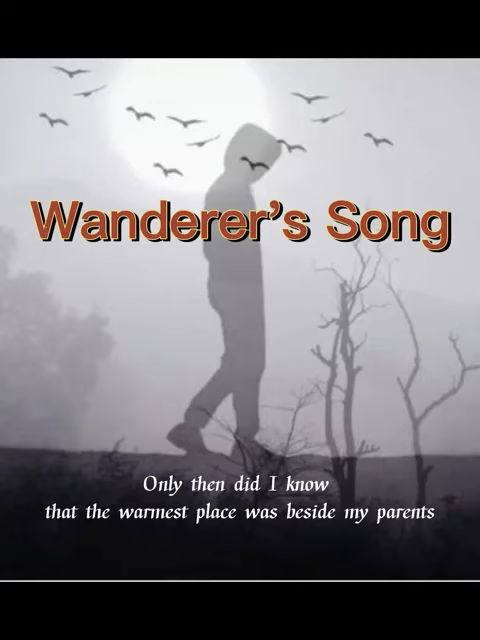 Wanderer’s Song
Only then did I know
that the warmest place was beside my parents